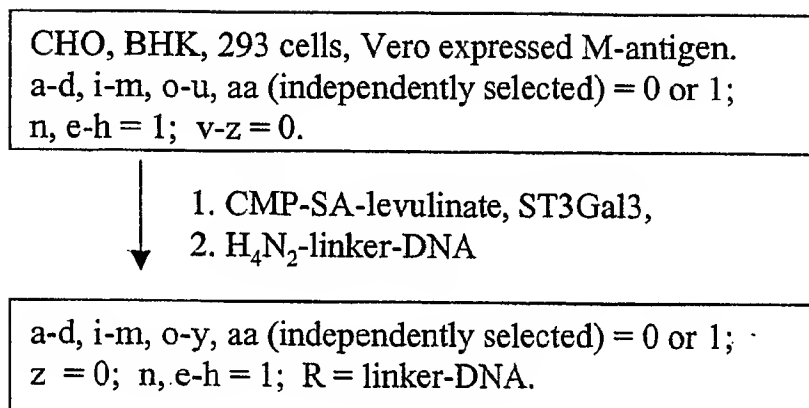 CHO, BHK, 293 cells, Vero expressed M-antigen.
a-d, i-m, o-u, aa (independently selected) = 0 or 1;
n, e-h = 1; v-z = 0.
1. CMP-SA-levulinate, ST3Gal3,
2. H₄N₂-linker-DNA
a-d, i-m, o-y, aa (independently selected) = 0 or 1;
z = 0; n, e-h = 1; R = linker-DNA.